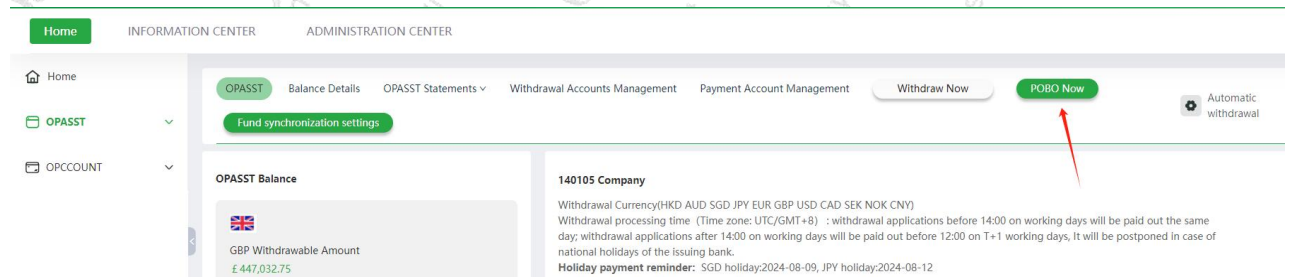 Home INFORMATION CENTER ADMINISTRATION CENTER
Home
OPASST
OPCCOUNT
OPASST Balance Details OPASST Statements Withdrawal Accounts Management Payment Account Management Withdraw Now POBO Now
Automatic
withdrawal
Fund synchronization settings
OPASST Balance
GBP Withdrawable Amount
£ 447,032.75
140105 Company
Withdrawal Currency(HKD AUD SGD JPY EUR GBP USD CAD SEK NOK CNY)
Withdrawal processing time（Time zone: UTC/GMT+8）: withdrawal applications before 14:00 on working days will be paid out the same
day; withdrawal applications after 14:00 on working days will be paid out before 12:00 on T+1 working days, It will be postponed in case of
national holidays of the issuing bank.
Holiday payment reminder: SGD holiday:2024-08-09, JPY holiday:2024-08-12